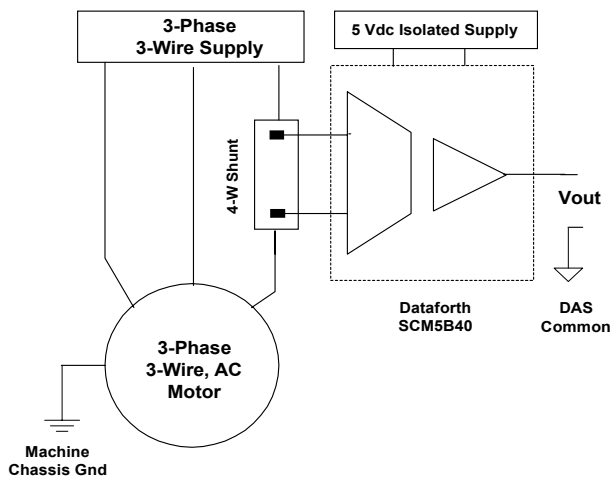 3-Phase
3-Wire Supply
5 Vdc Isolated Supply
4-W Shunt
Vout
Dataforth
SCM5B40
DAS
Common
3-Phase
3-Wire, AC
Motor
Machine
Chassis Gnd